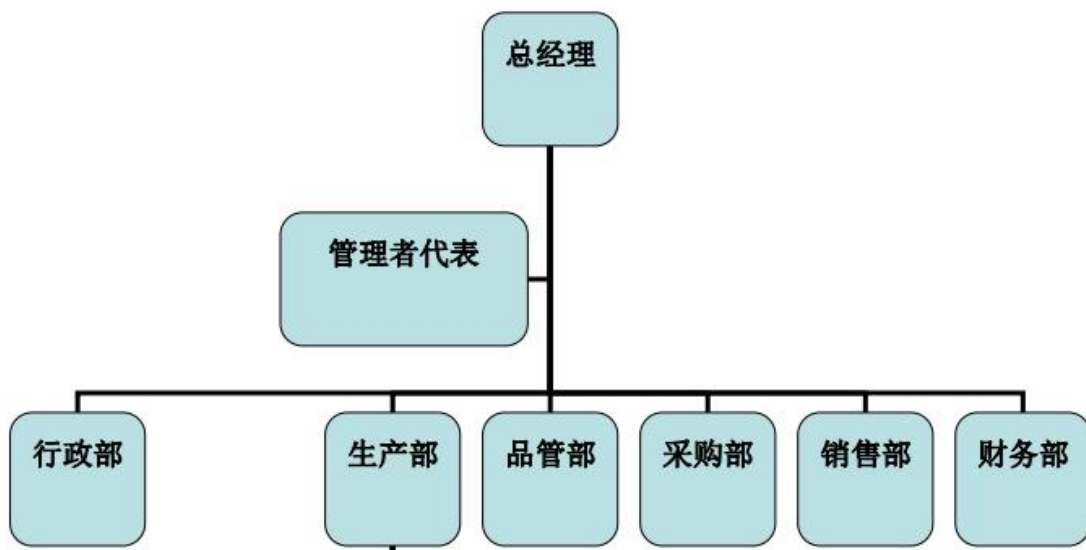 总经理
管理者代表
行政部
生产部
品管部
采购部
销售部
财务部